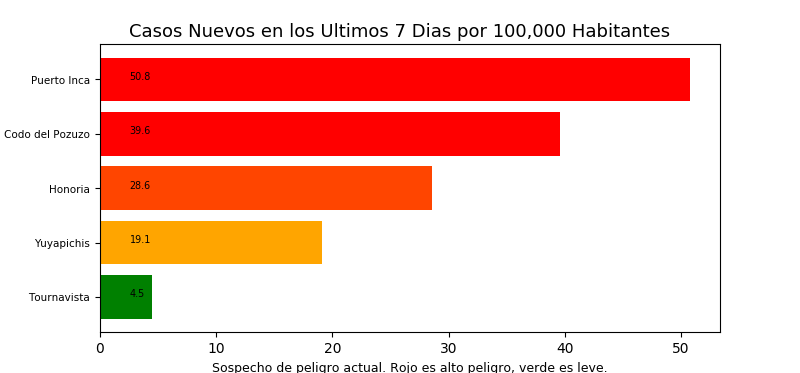 Casos Nuevos en los Ultimos 7 Dias por 100,000 Habitantes
Puerto Inca 50.8
Codo del Pozuzo 39.6
Honoria 28.6
Yuyapichis 19.1
Tournavista 4.5
0 10 20 30 40 50
Sospecho de peligro actual. Rojo es alto peligro, verde es leve.